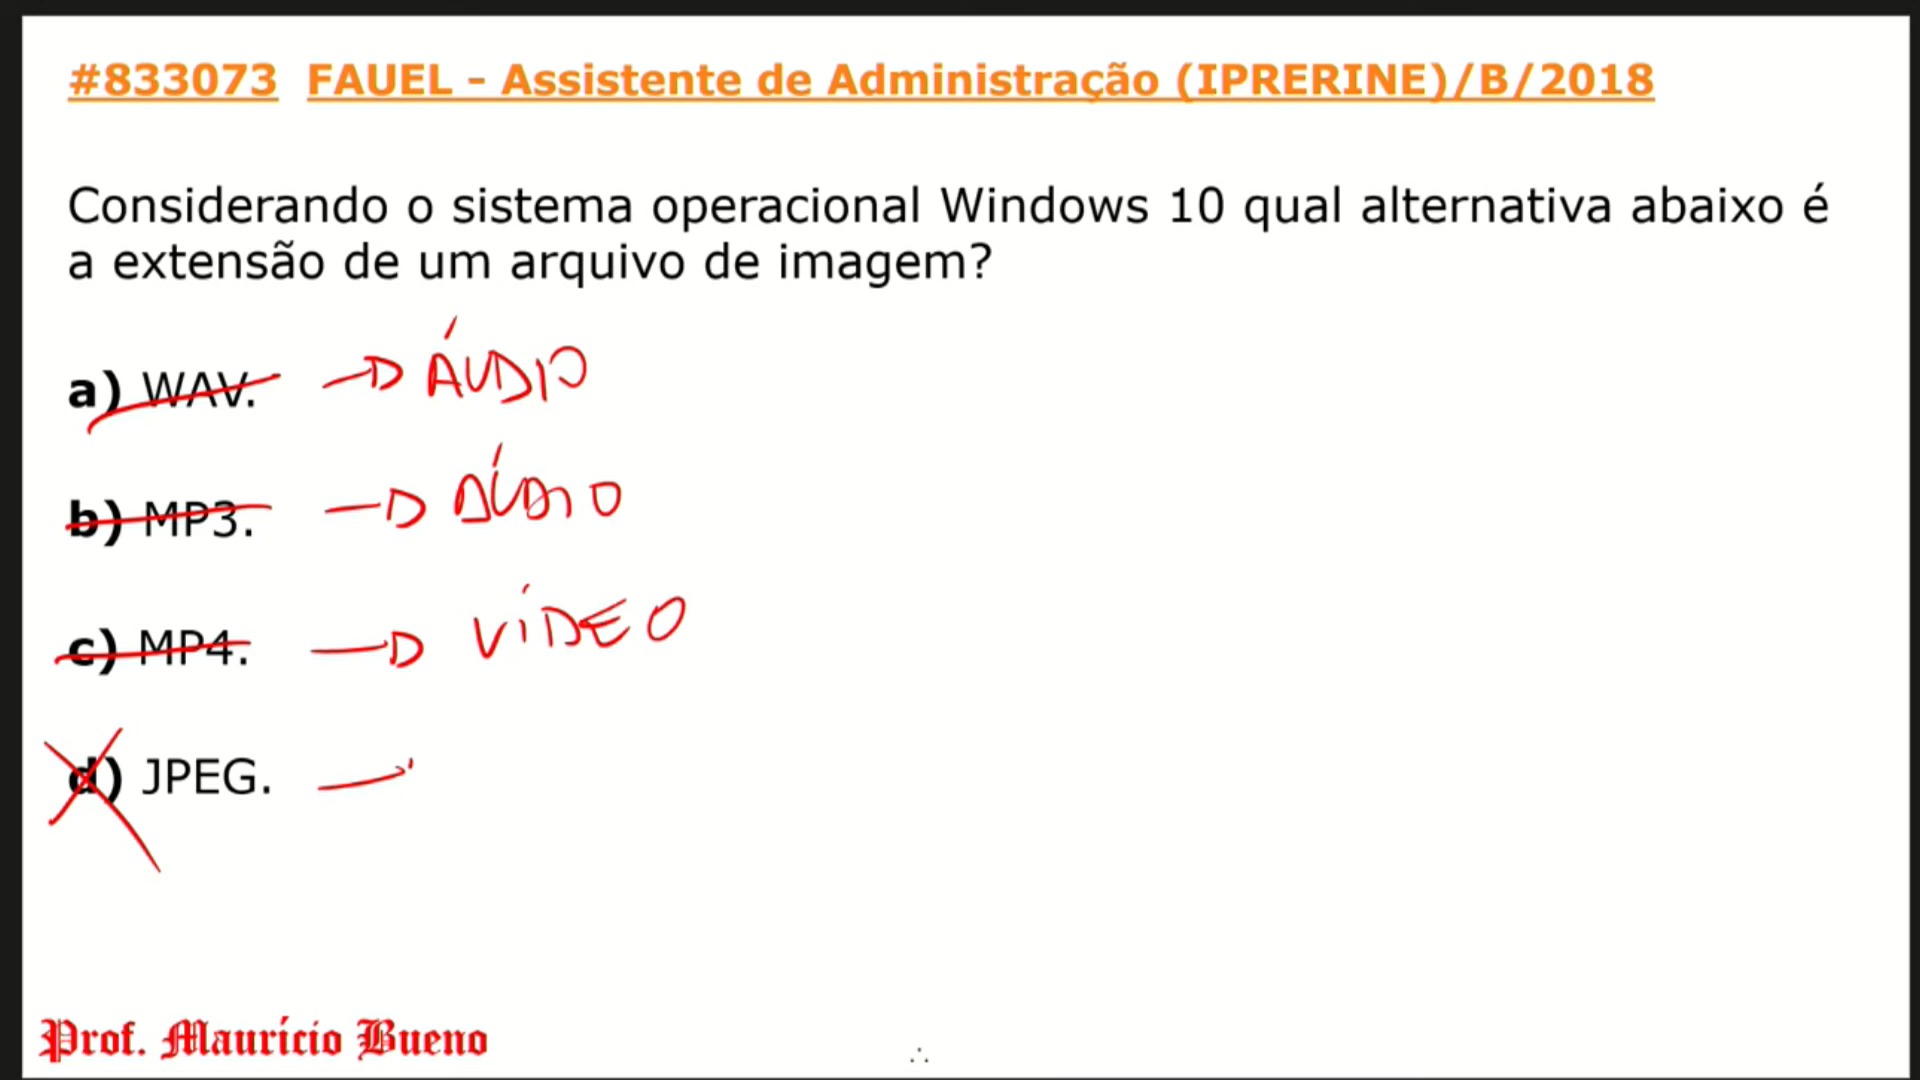 #833073 FAUEL - Assistente de Administração (IPRERINE)/B/2018
Considerando o sistema operacional Windows 10 qual alternativa abaixo é
a extensão de um arquivo de imagem?
a) WAV. → ÁUDIO
b) MP3. → ÁUDIO
c) MP4. → VÍDEO
d) JPEG.
Prof. Maurício Bueno